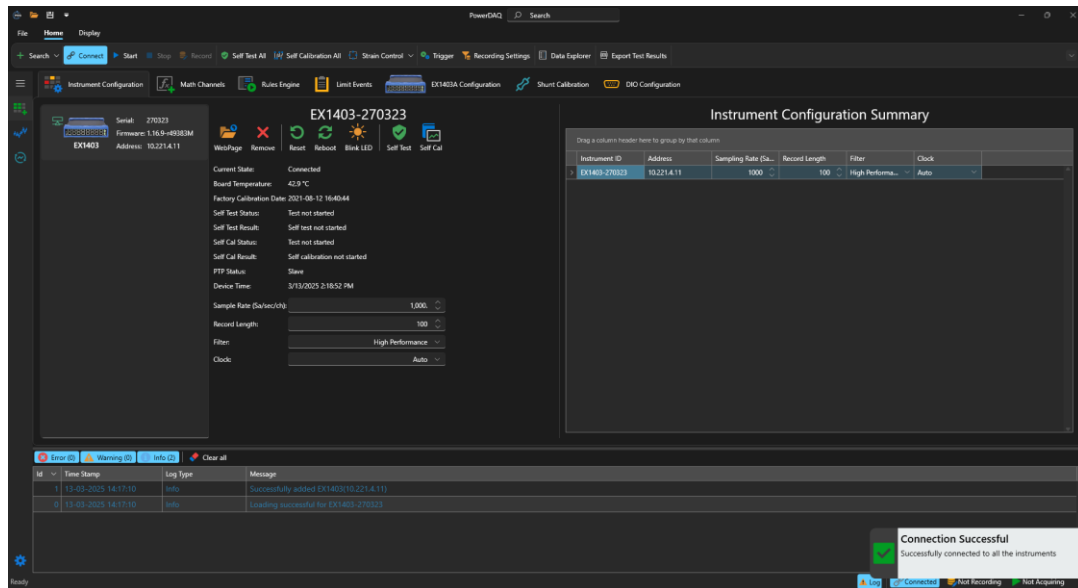 PowerDAQ
Search
File Home Display
Search Connect Start Stop Record Self Test All Self Calibration All Strain Control Trigger Recording Settings Data Explorer Export Test Results
Instrument Configuration Math Channels Rules Engine Limit Events EX1403A Configuration Shunt Calibration DIO Configuration
EX1403
Serial: 270323
Firmware: 1.16.9-r49383M
Address: 10.221.4.11
EX1403-270323
WebPage Remove Reset Reboot Blink LED Self Test Self Cal
Current State: Connected
Board Temperature: 42.9 °C
Factory Calibration Date: 2021-08-12 16:40:44
Self Test Status: Test not started
Self Test Result: Self test not started
Self Cal Status: Test not started
Self Cal Result: Self calibration not started
PTP Status: Slave
Device Time: 3/13/2025 2:18:52 PM
Sample Rate (Sa/sec/ch): 1,000.
Record Length: 100
Filter: High Performance
Clock: Auto
Instrument Configuration Summary
Drag a column header here to group by that column
Instrument ID Address Sampling Rate (Sa... Record Length Filter Clock
EX1403-270323 10.221.4.11 1000 100 High Performa... Auto
Error (0) Warning (0) Info (2) Clear all
Id Time Stamp Log Type Message
1 13-03-2025 14:17:10 Info Successfully added EX1403(10.221.4.11)
0 13-03-2025 14:17:10 Info Loading successful for EX1403-270323
Connection Successful
Successfully connected to all the instruments
Ready
Log Connected Not Recording Not Acquiring